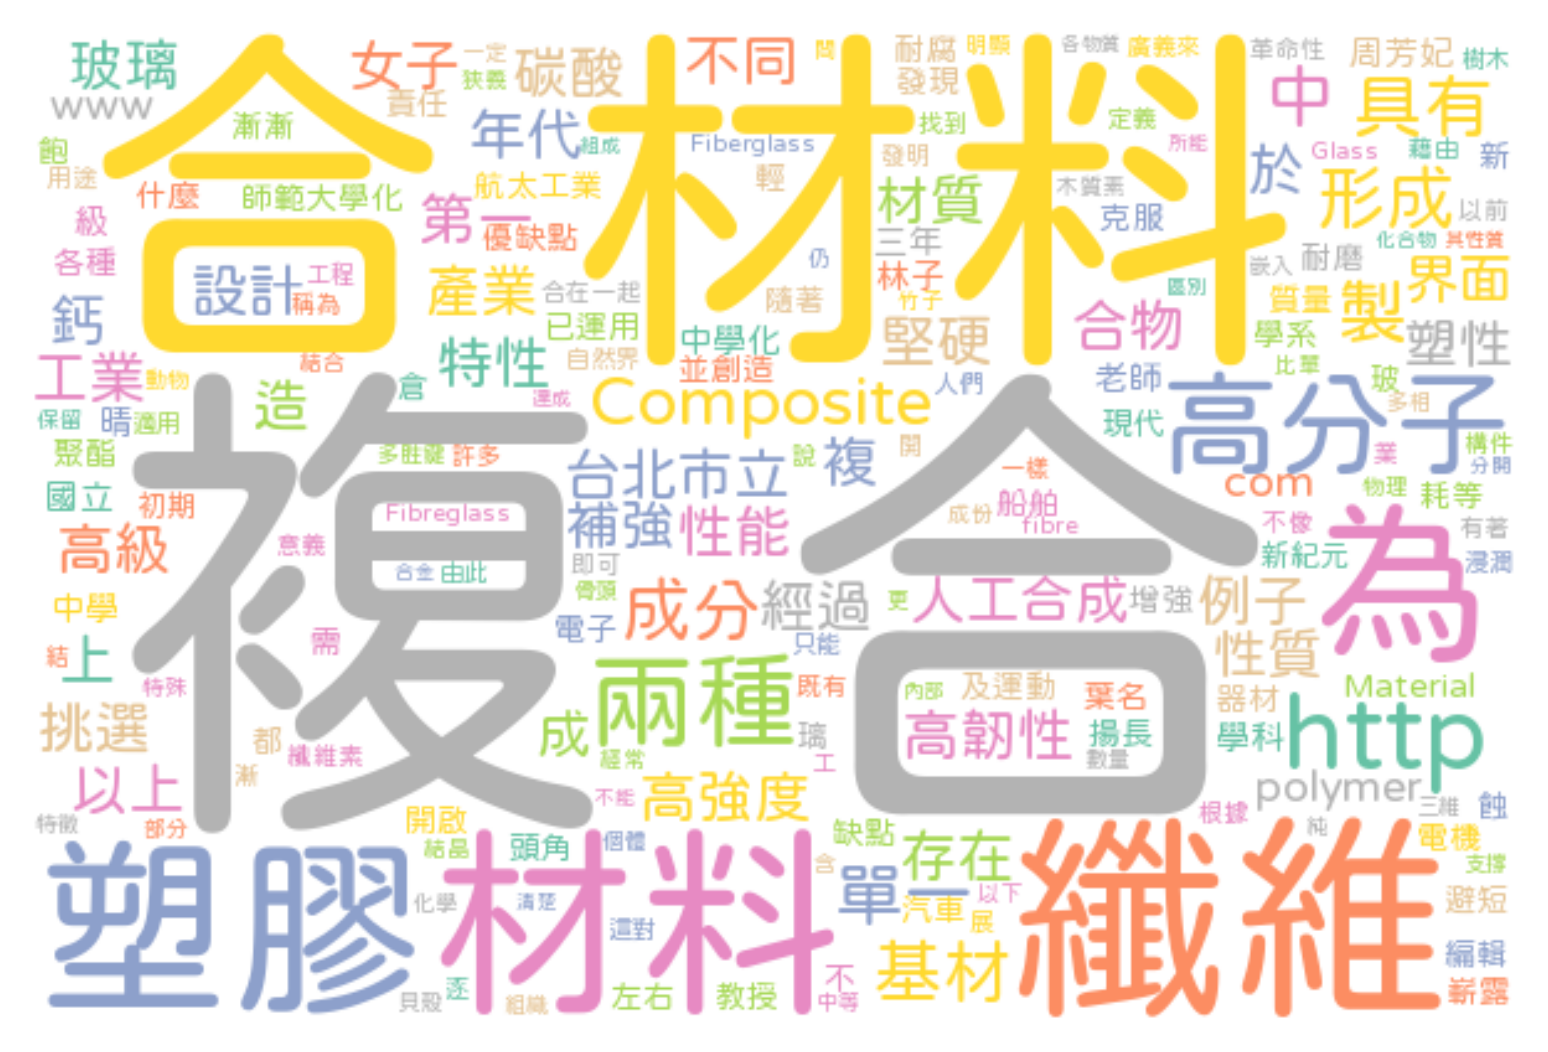 合材料
複合
塑膠
材料
纖維
高分子
為
http
兩種
Composite
玻璃
www
女子
一定
狹義
碳酸
責任
不同
問
耐腐
明顯
各物質
廣義來
發現
革命性
周芳妃
樹木
中
具有
漸漸
年代
組成
Fiberglass
找到
定義
所能
發明
於
Glass
藉由
新
飽
用途
什麼
師範大學化
航太工業
輕
材質
木質素
形成
以前
級
第一
優缺點
三年
克服
化合物
其性質
各種
設計
工程
稱為
產業
合在一起
仍
林子
嵌入
耐磨
界面
鈣
隨著
竹子
區別
質量
製
已運用
中學化
堅硬
合物
學系
塑性
工業
動物
結合
特性
自然界
並創造
比單
造
倉
達成
人們
老師
玻
多相
保留
晴
適用
現代
聚酯
多胜肽
許多
台北市立
說
複
開
一樣
com
業
構件
分開
國立
初期
Fibreglass
補強
性能
成份
船舶
fibre
物理
耗等
高級
意義
不像
有著
合金
由此
即可
新紀元
浸潤
中學
骨頭
成分
經過
更
人工合成
增強
例子
電子
只能
需
結
上
特殊
性質
既有
內部
及運動
葉名
器材
Material
挑選
都
纖維素
成
璃
高韌性
揚長
數量
學科
漸
經常
工
以上
不能
高強度
polymer
三維
蝕
特徵
部分
開啟
根據
純
結晶
頭角
個體
缺點
存在
電機
含
支撐
化學
清楚
單一
以下
汽車
展
避短
這對
基材
編輯
貝殼
逐
組織
左右
教授
不
中等
嶄露